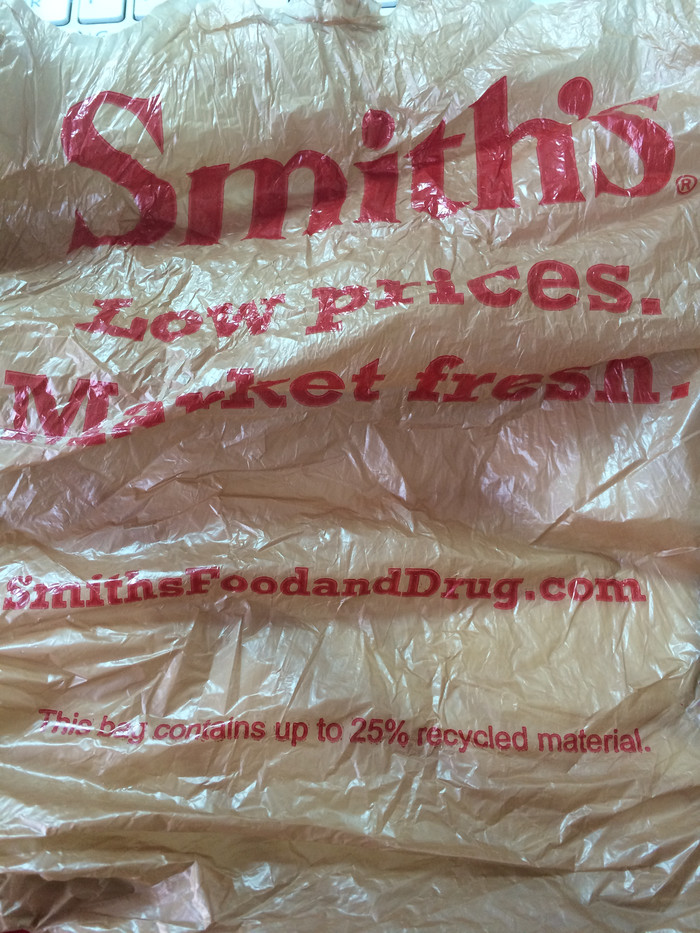 Smith's®
Low prices.
Market fresh.
SmithsFoodandDrug.com
This bag contains up to 25% recycled material.